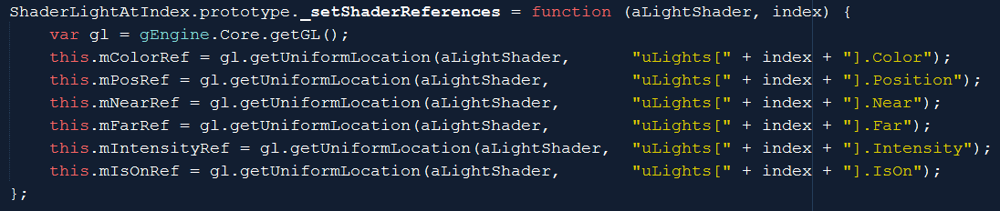 ShaderLightAtIndex.prototype._setShaderReferences = function (aLightShader, index) {
    var gl = gEngine.Core.getGL();
    this.mColorRef = gl.getUniformLocation(aLightShader,      "uLights[" + index + "].Color");
    this.mPosRef = gl.getUniformLocation(aLightShader,        "uLights[" + index + "].Position");
    this.mNearRef = gl.getUniformLocation(aLightShader,       "uLights[" + index + "].Near");
    this.mFarRef = gl.getUniformLocation(aLightShader,        "uLights[" + index + "].Far");
    this.mIntensityRef = gl.getUniformLocation(aLightShader,  "uLights[" + index + "].Intensity");
    this.mIsOnRef = gl.getUniformLocation(aLightShader,       "uLights[" + index + "].IsOn");
};